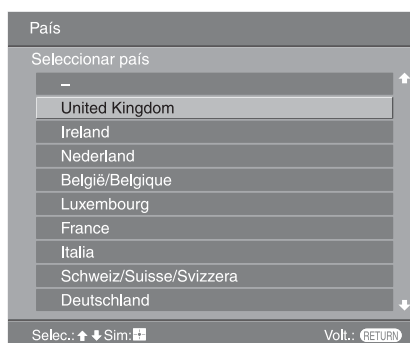 País
Seleccionar país
–
United Kingdom
Ireland
Nederland
België/Belgique
Luxembourg
France
Italia
Schweiz/Suisse/Svizzera
Deutschland
Selec.: Sim: Volt.: RETURN